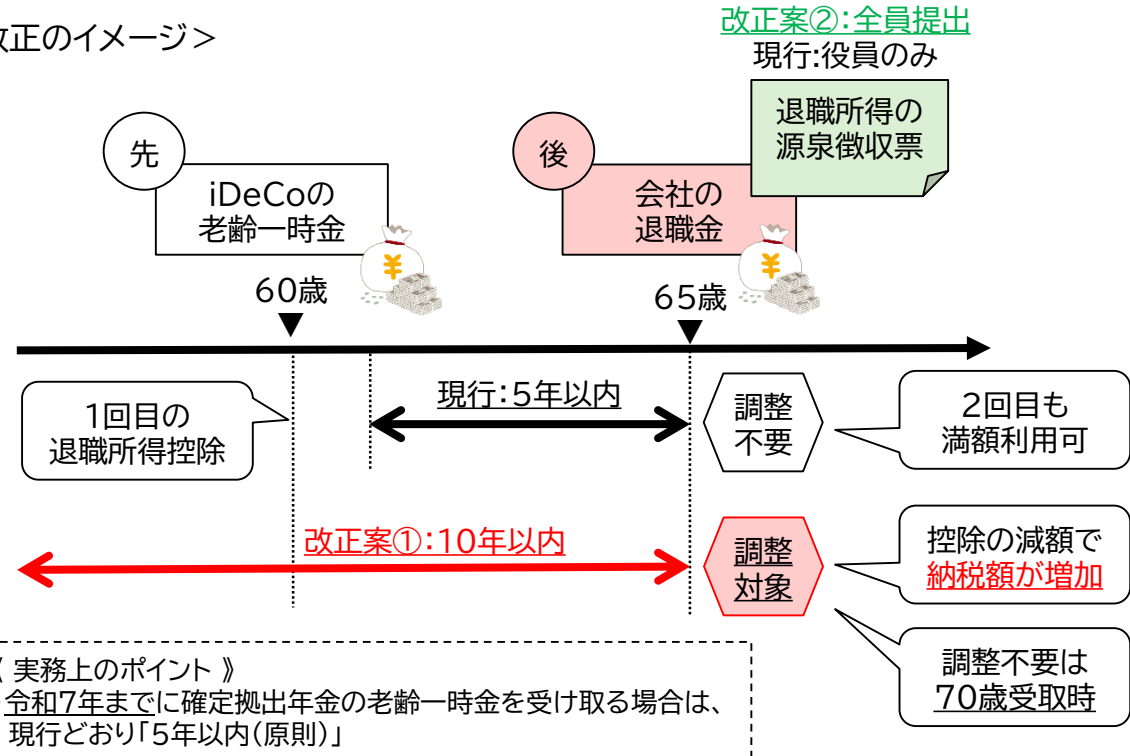 改正案②：全員提出
現行:役員のみ
正のイメージ＞
退職所得の
源泉徴収票
先
iDeCoの
老齢一時金
後
会社の
退職金
¥
¥
60歳
65歳
1回目の
退職所得控除
現行：5年以内
調整
不要
2回目も
満額利用可
改正案①：10年以内
調整
対象
控除の減額で
納税額が増加
調整不要は
70歳受取時
《 実務上のポイント 》
令和7年までに確定拠出年金の老齢一時金を受け取る場合は、
現行どおり「5年以内(原則)」